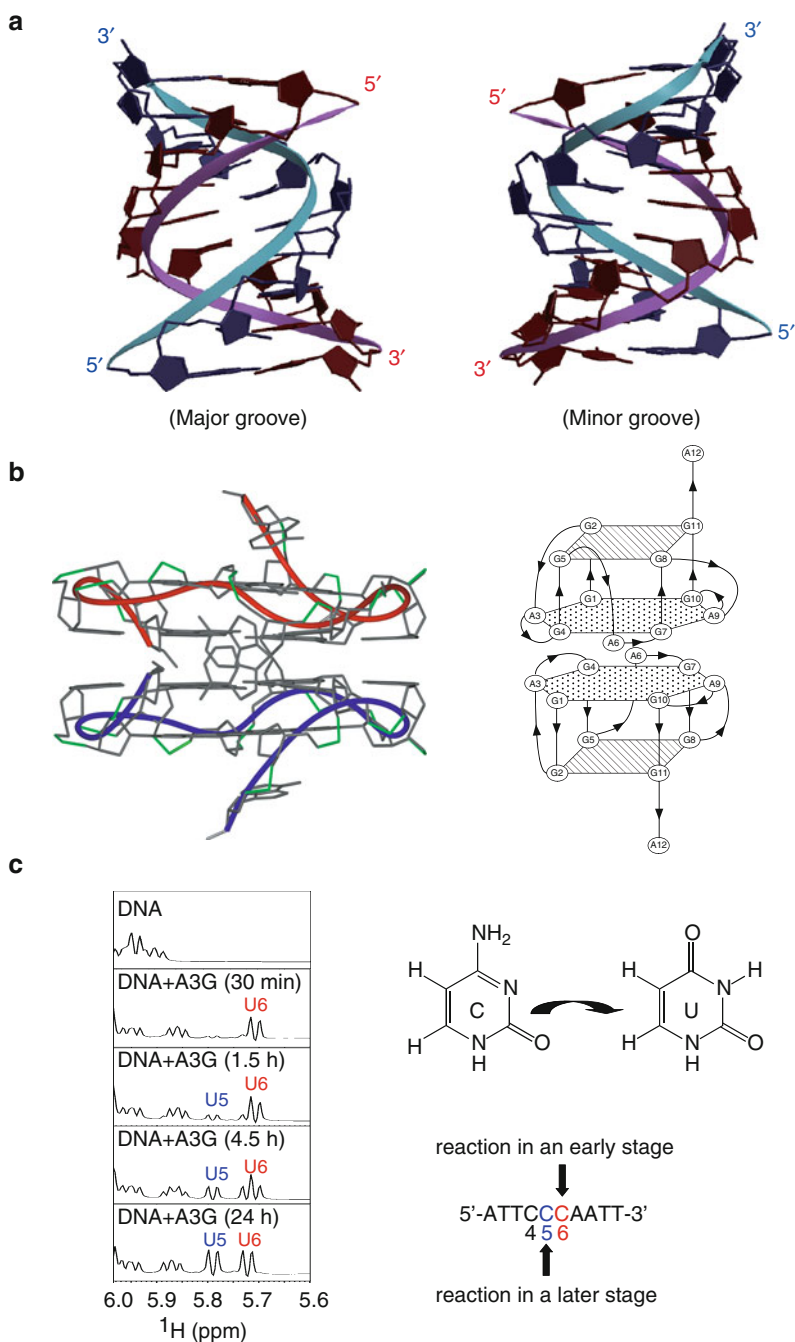 a
3′
5′
5′
3′
(Major groove)
3′
5′
3′
5′
(Minor groove)
b
A12
G2
G11
G5
G8
G1
G10
A3
A9
G4
G7
A6
A6
G4
G7
A3
A9
G1
G10
G5
G8
G2
G11
A12
c
DNA
DNA+A3G (30 min)
U6
DNA+A3G (1.5 h)
U5
U6
DNA+A3G (4.5 h)
U5
U6
DNA+A3G (24 h)
U5 U6
6.0 5.9 5.8 5.7 5.6
1H (ppm)
NH2
H
N
C
H
N
O
H
O
H
N
H
U
H
N
O
H
reaction in an early stage
5’-ATTCCCAATT-3’
4 5 6
reaction in a later stage